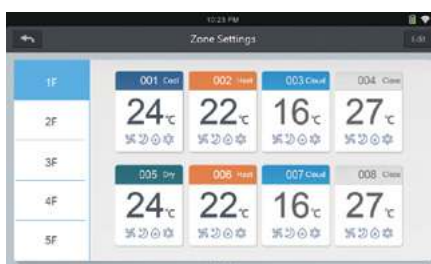 10:23 PM
Zone Settings
Edit
1F
2F
3F
4F
5F
001 Cool
002 Heat
003 Cloud
004 Close
24℃
22℃
16℃
27℃
005 Dry
006 Heat
007 Cloud
008 Close
24℃
22℃
16℃
27℃